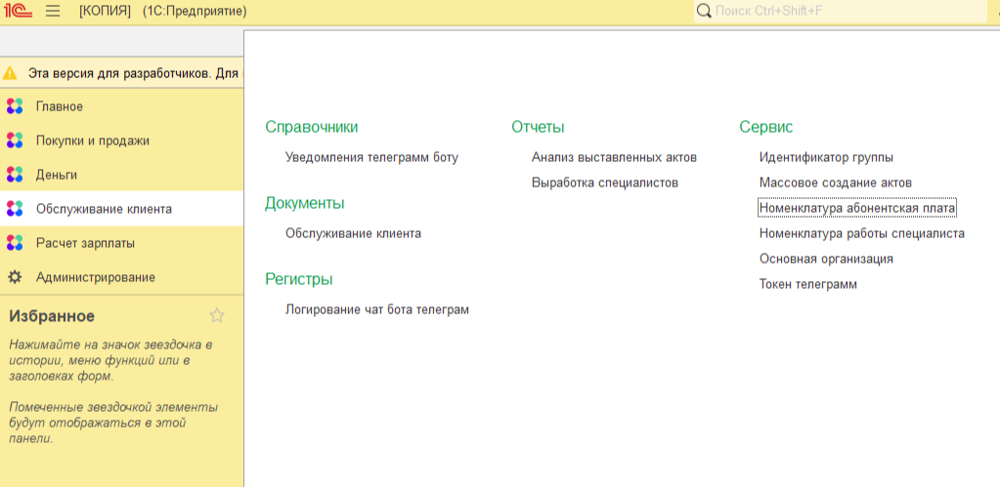 1С [КОПИЯ] (1С:Предприятие)
Поиск Ctrl+Shift+F
Эта версия для разработчиков. Для
Главное
Покупки и продажи
Деньги
Обслуживание клиента
Расчет зарплаты
Администрирование
Избранное
Нажимайте на значок звездочка в
истории, меню функций или в
заголовках форм.
Помеченные звездочкой элементы
будут отображаться в этой
панели.
Справочники
Уведомления телеграмм боту
Документы
Обслуживание клиента
Регистры
Логирование чат бота телеграм
Отчеты
Анализ выставленных актов
Выработка специалистов
Сервис
Идентификатор группы
Массовое создание актов
Номенклатура абонентская плата
Номенклатура работы специалиста
Основная организация
Токен телеграмм